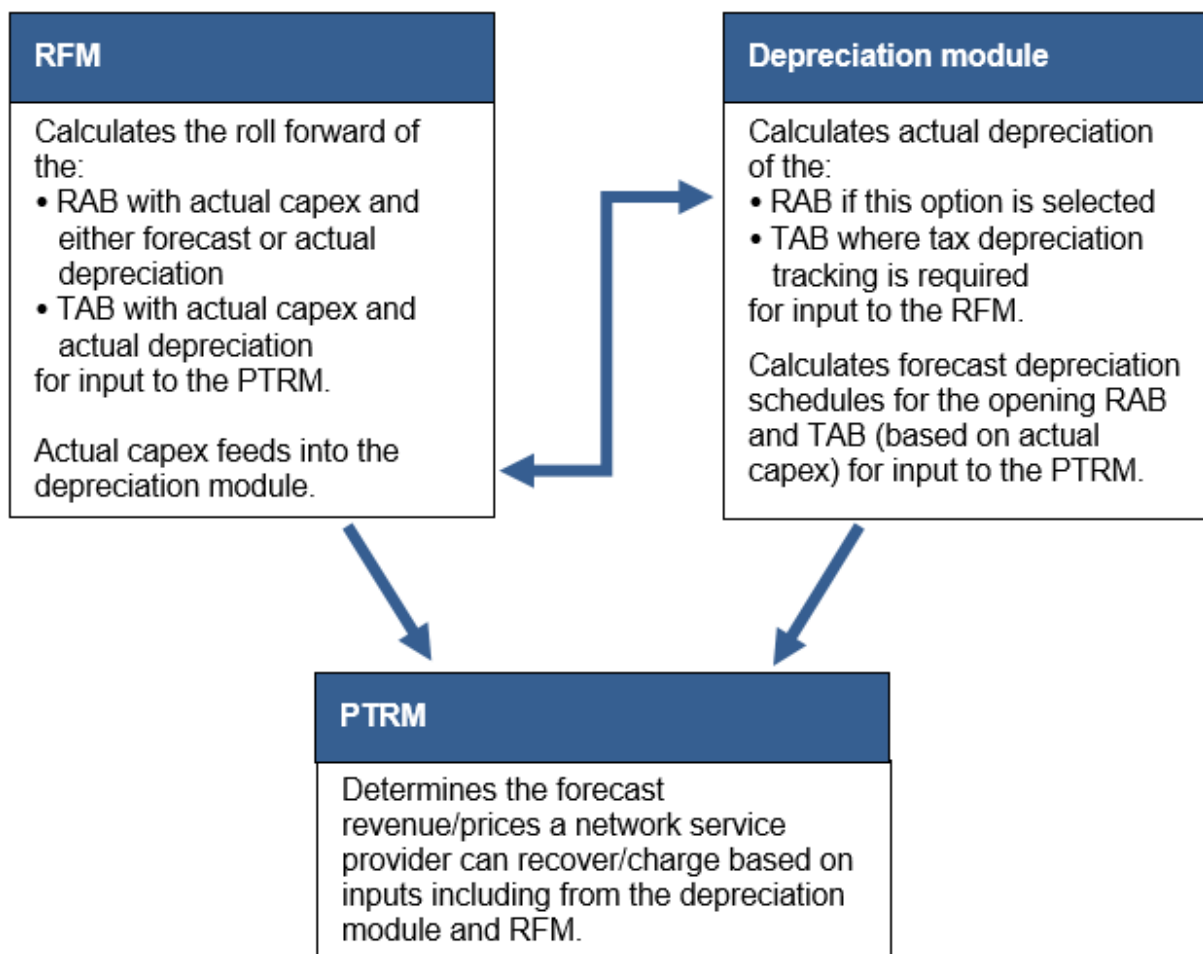 RFM
Calculates the roll forward of
the:
• RAB with actual capex and
either forecast or actual
depreciation
• TAB with actual capex and
actual depreciation
for input to the PTRM.
Actual capex feeds into the
depreciation module.
Depreciation module
Calculates actual depreciation
of the:
• RAB if this option is selected
• TAB where tax depreciation
tracking is required
for input to the RFM.
Calculates forecast depreciation
schedules for the opening RAB
and TAB (based on actual
capex) for input to the PTRM.
PTRM
Determines the forecast
revenue/prices a network service
provider can recover/charge based on
inputs including from the depreciation
module and RFM.